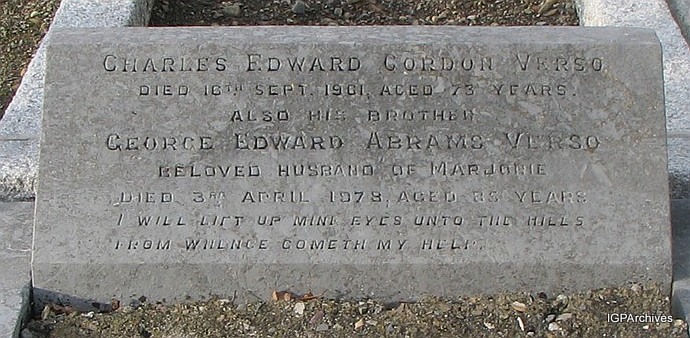 CHARLES EDWARD GORDON VERSO
DIED 16TH SEPT. 1961, AGED 73 YEARS.
ALSO HIS BROTHER
GEORGE EDWARD ABRAMS VERSO
BELOVED HUSBAND OF MARJORIE
DIED 3RD APRIL 1978, AGED YEARS
I WILL LIFT UP MINE EYES UNTO THE HILLS
FROM WHENCE COMETH MY HELP.
IGPArchives